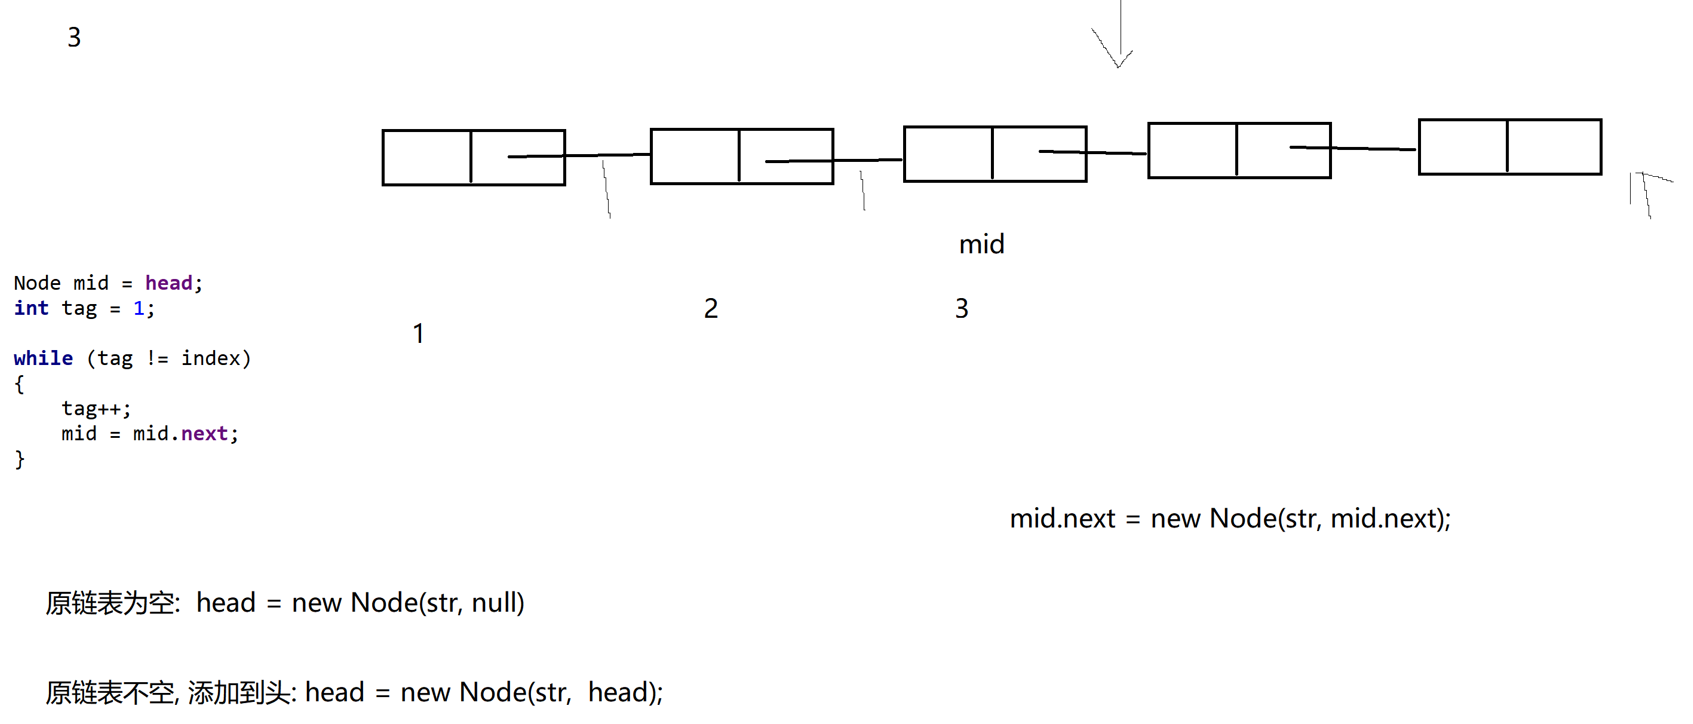 3
mid
Node mid = head;
int tag = 1;
1
2
3
while (tag != index)
{
tag++;
mid = mid.next;
}
mid.next = new Node(str, mid.next);
原链表为空: head = new Node(str, null)
原链表不空, 添加到头: head = new Node(str, head);